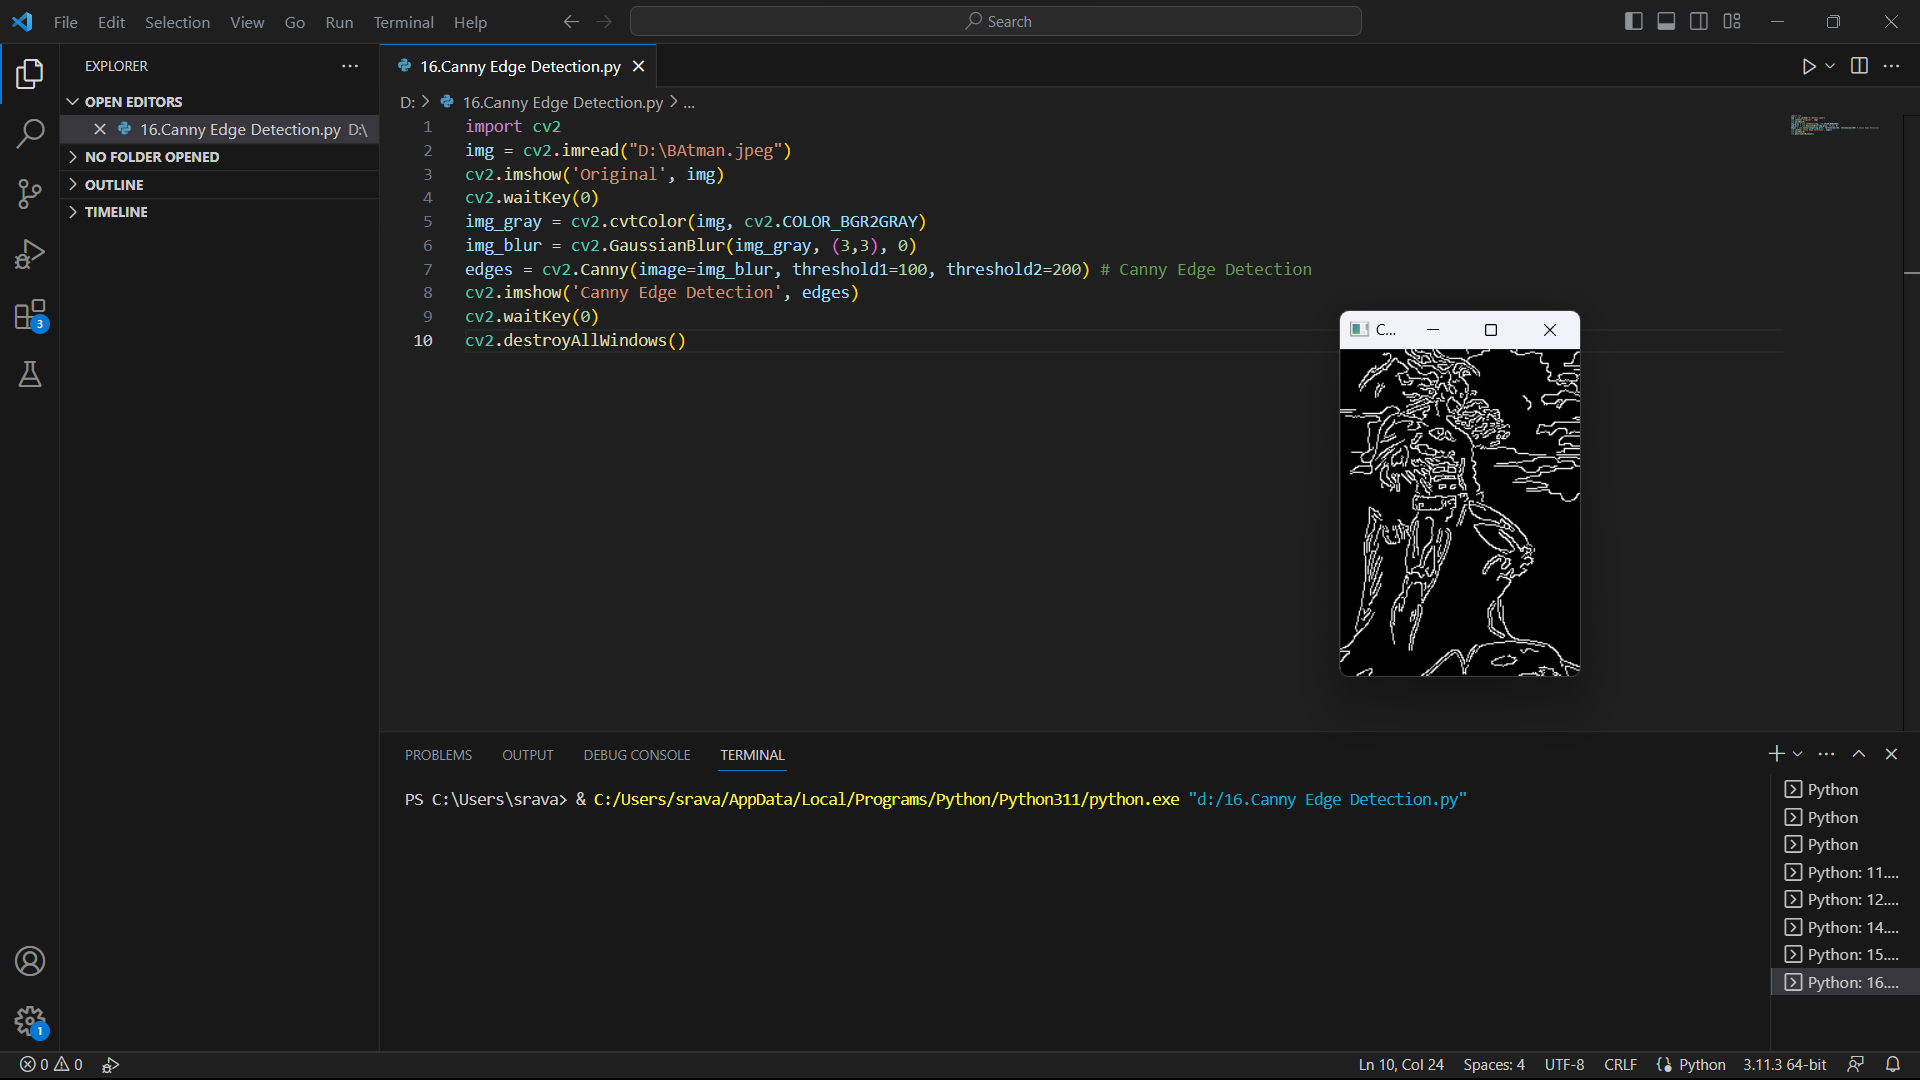 File Edit Selection View Go Run Terminal Help
Search
EXPLORER
OPEN EDITORS
16.Canny Edge Detection.py D:\
NO FOLDER OPENED
OUTLINE
TIMELINE
3
1
16.Canny Edge Detection.py
D: > 16.Canny Edge Detection.py > ...
1 import cv2
2 img = cv2.imread("D:\BAtman.jpeg")
3 cv2.imshow('Original', img)
4 cv2.waitKey(0)
5 img_gray = cv2.cvtColor(img, cv2.COLOR_BGR2GRAY)
6 img_blur = cv2.GaussianBlur(img_gray, (3,3), 0)
7 edges = cv2.Canny(image=img_blur, threshold1=100, threshold2=200) # Canny Edge Detection
8 cv2.imshow('Canny Edge Detection', edges)
9 cv2.waitKey(0)
10 cv2.destroyAllWindows()
C...
PROBLEMS OUTPUT DEBUG CONSOLE TERMINAL
PS C:\Users\srava> & C:/Users/srava/AppData/Local/Programs/Python/Python311/python.exe "d:/16.Canny Edge Detection.py"
Python
Python
Python
Python: 11....
Python: 12....
Python: 14....
Python: 15....
Python: 16....
0 0
Ln 10, Col 24 Spaces: 4 UTF-8 CRLF Python 3.11.3 64-bit